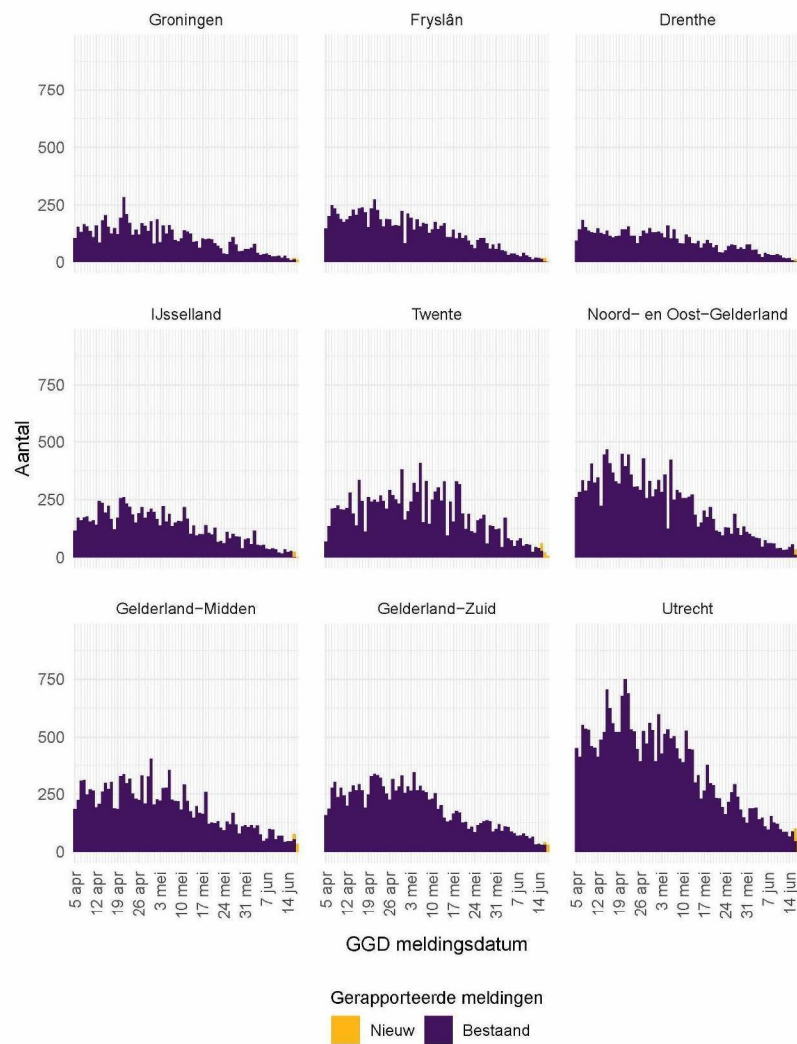 Groningen
Fryslân
Drenthe
750
500
250
0
IJsselland
Twente
Noord− en Oost−Gelderland
Aantal
750
500
250
0
Gelderland−Midden
Gelderland−Zuid
Utrecht
750
500
250
0
5 apr
12 apr
19 apr
26 apr
3 mei
10 mei
17 mei
24 mei
31 mei
7 jun
14 jun
5 apr
12 apr
19 apr
26 apr
3 mei
10 mei
17 mei
24 mei
31 mei
7 jun
14 jun
5 apr
12 apr
19 apr
26 apr
3 mei
10 mei
17 mei
24 mei
31 mei
7 jun
14 jun
GGD meldingsdatum
Gerapporteerde meldingen
Nieuw
Bestaand